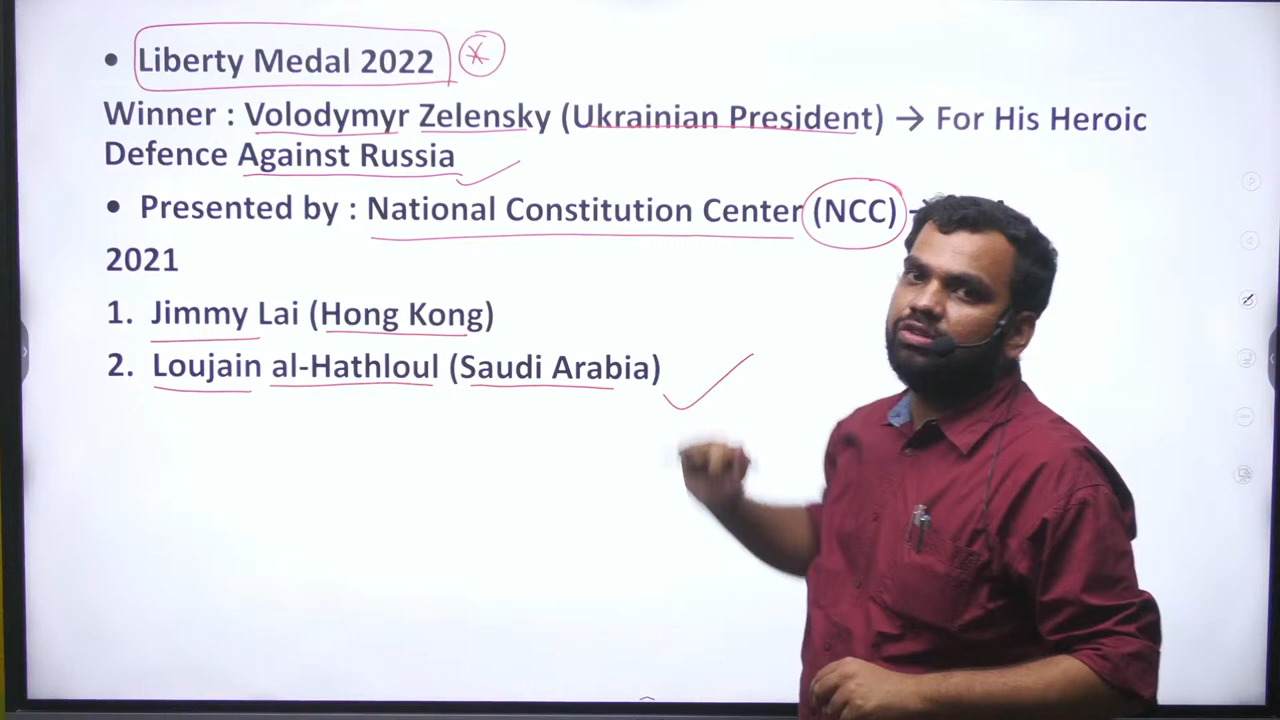 • Liberty Medal 2022
Winner : Volodymyr Zelensky (Ukrainian President) → For His Heroic
Defence Against Russia
• Presented by : National Constitution Center (NCC)
2021
1. Jimmy Lai (Hong Kong)
2. Loujain al-Hathloul (Saudi Arabia)